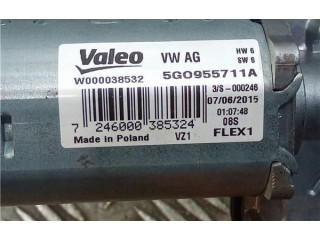 Valeo VW AG HW 6
SW 6
W000038532 5G0955711A
3/S-000246
07/06/2015
01:07:48
08S
7 246000 385324
Made in Poland VZ1 FLEX1